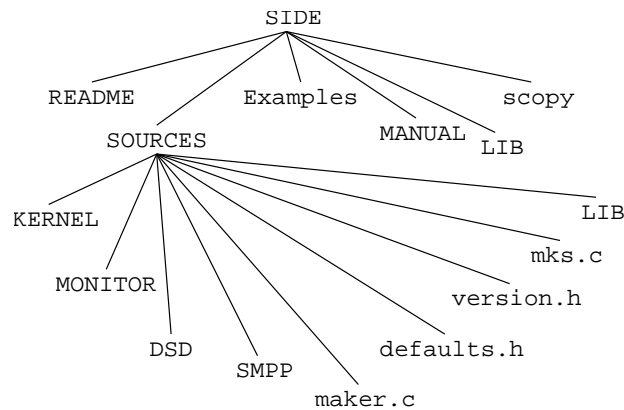 SIDE
README
Examples
scopy
SOURCES
MANUAL
LIB
KERNEL
LIB
mks.c
MONITOR
version.h
DSD
defaults.h
SMPP
maker.c